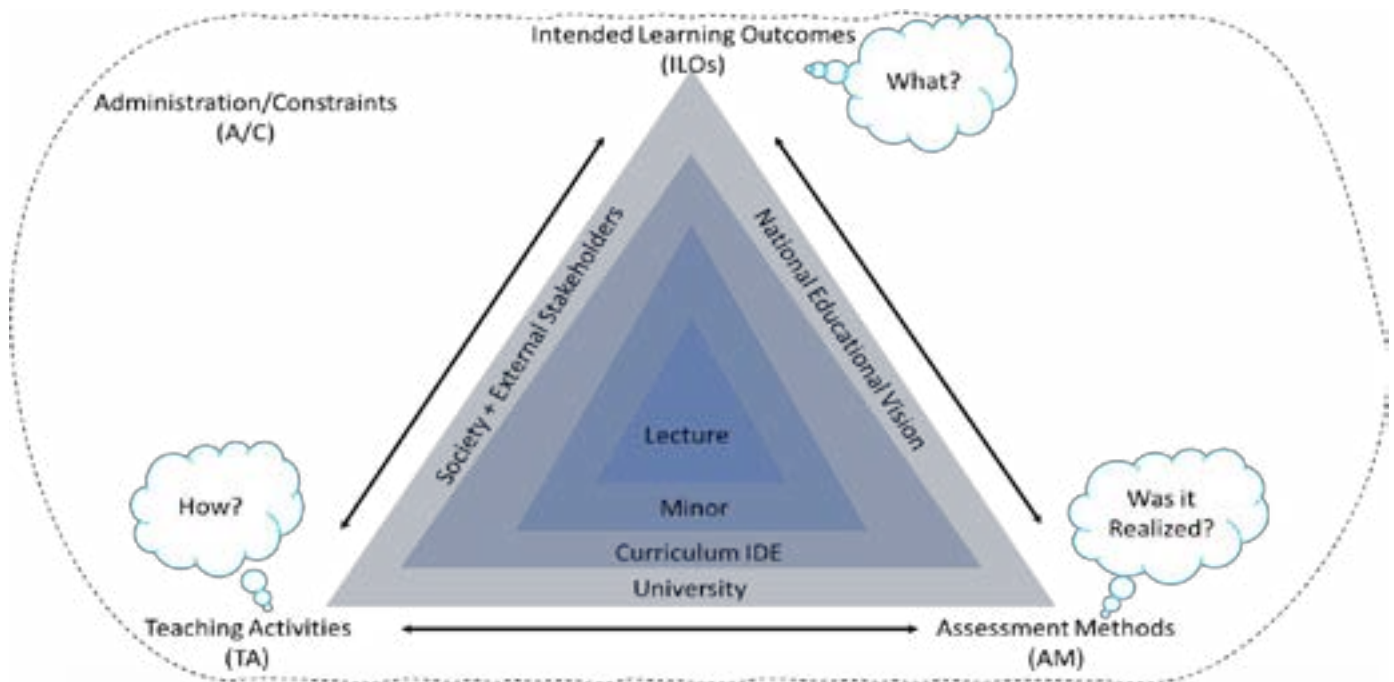 Intended Learning Outcomes
(ILOs)
What?
Administration/Constraints
(A/C)
Society + External Stakeholders
National Educational Vision
Lecture
Minor
Curriculum IDE
University
How?
Was it
Realized?
Teaching Activities
(TA)
Assessment Methods
(AM)